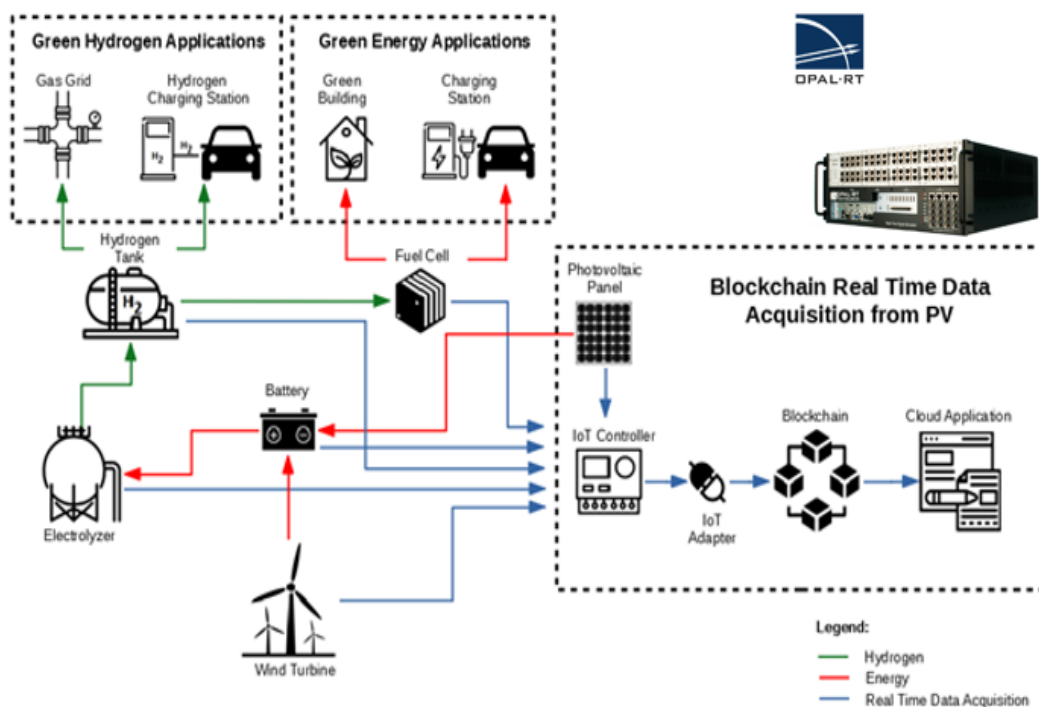 Green Hydrogen Applications
Gas Grid
Hydrogen
Charging Station
H2
H2
Green Energy Applications
Green
Building
Charging
Station
OPAL-RT
OPAL-RT
Hydrogen
Tank
H2
Fuel Cell
Photovoltaic
Panel
Blockchain Real Time Data
Acquisition from PV
Battery
IoT Controller
Blockchain
Cloud Application
IoT
Adapter
Electrolyzer
Wind Turbine
Legend:
Hydrogen
Energy
Real Time Data Acquisition